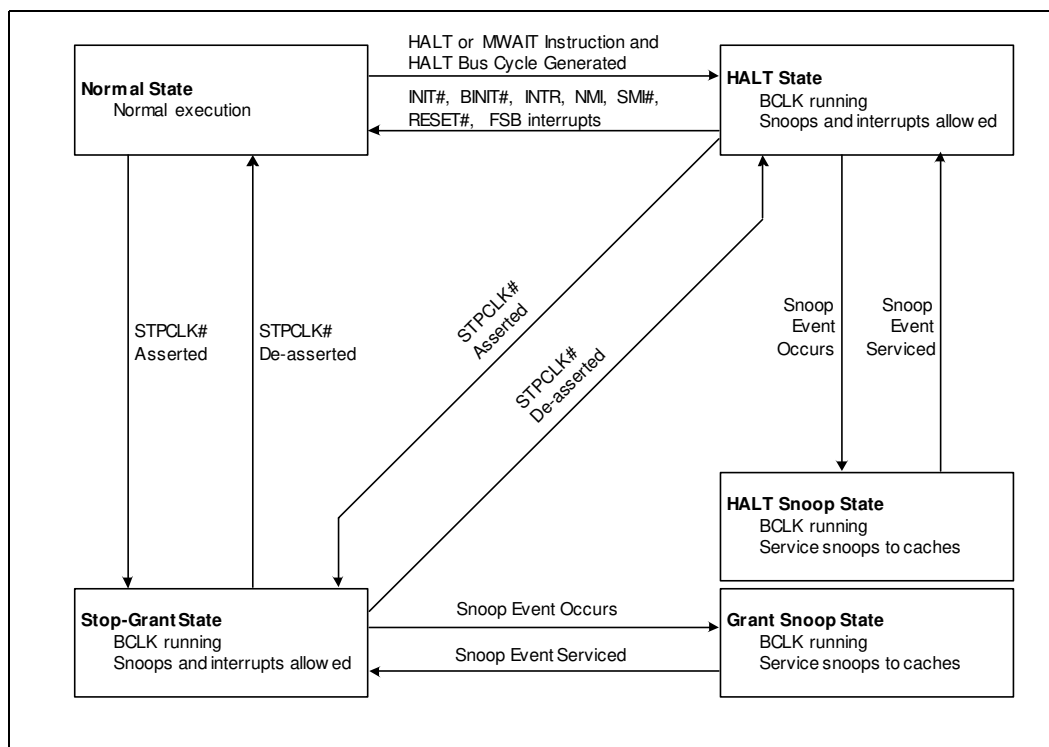 HALT or MWAIT Instruction and
HALT Bus Cycle Generated
Normal State
Normal execution
INIT#, BINIT#, INTR, NMI, SMI#,
RESET#, FSB interrupts
HALT State
BCLK running
Snoops and interrupts allowed
STPCLK#
Asserted
STPCLK#
De-asserted
STPCLK#
Asserted
STPCLK#
De-asserted
Snoop
Event
Occurs
Snoop
Event
Serviced
HALT Snoop State
BCLK running
Service snoops to caches
Stop-Grant State
BCLK running
Snoops and interrupts allowed
Snoop Event Occurs
Snoop Event Serviced
Grant Snoop State
BCLK running
Service snoops to caches